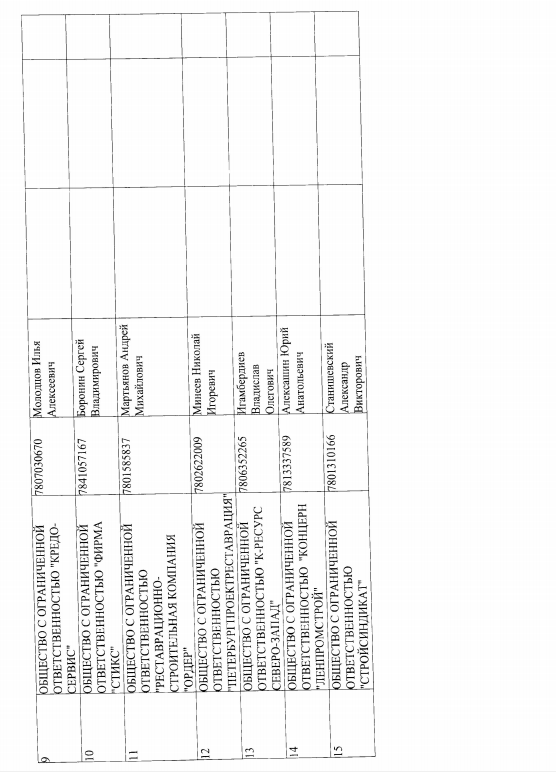 9
ОБЩЕСТВО С ОГРАНИЧЕННОЙ
ОТВЕТСТВЕННОСТЬЮ "КРЕДО-
СЕРВИС"
7807030670
Молодцов Илья
Алексеевич
10
ОБЩЕСТВО С ОГРАНИЧЕННОЙ
ОТВЕТСТВЕННОСТЬЮ "ФИРМА
"СТИКС"
7841057167
Боронин Сергей
Владимирович
11
ОБЩЕСТВО С ОГРАНИЧЕННОЙ
ОТВЕТСТВЕННОСТЬЮ
"РЕСТАВРАЦИОННО-
СТРОИТЕЛЬНАЯ КОМПАНИЯ
"ОРДЕР"
7801585837
Мартьянов Андрей
Михайлович
12
ОБЩЕСТВО С ОГРАНИЧЕННОЙ
ОТВЕТСТВЕННОСТЬЮ
"ПЕТЕРБУРГПРОЕКТРЕСТАВРАЦИЯ"
7802622009
Минеев Николай
Игоревич
13
ОБЩЕСТВО С ОГРАНИЧЕННОЙ
ОТВЕТСТВЕННОСТЬЮ "К-РЕСУРС
СЕВЕРО-ЗАПАД"
7806352265
Игамбердиев
Владислав
Олегович
14
ОБЩЕСТВО С ОГРАНИЧЕННОЙ
ОТВЕТСТВЕННОСТЬЮ "КОНЦЕРН
"ЛЕНПРОМСТРОЙ"
7813337589
Алексашин Юрий
Анатольевич
15
ОБЩЕСТВО С ОГРАНИЧЕННОЙ
ОТВЕТСТВЕННОСТЬЮ
"СТРОЙСИНДИКАТ"
7801310166
Станишевский
Александр
Викторович